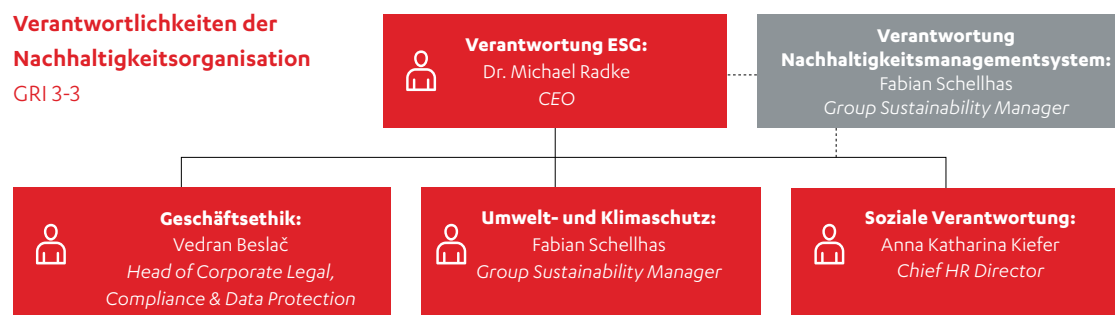 Verantwortlichkeiten der
Nachhaltigkeitsorganisation
GRI 3-3
Verantwortung ESG:
Dr. Michael Radke
CEO
Verantwortung
Nachhaltigkeitsmanagementsystem:
Fabian Schellhas
Group Sustainability Manager
Geschäftsethik:
Vedran Beslač
Head of Corporate Legal,
Compliance & Data Protection
Umwelt- und Klimaschutz:
Fabian Schellhas
Group Sustainability Manager
Soziale Verantwortung:
Anna Katharina Kiefer
Chief HR Director